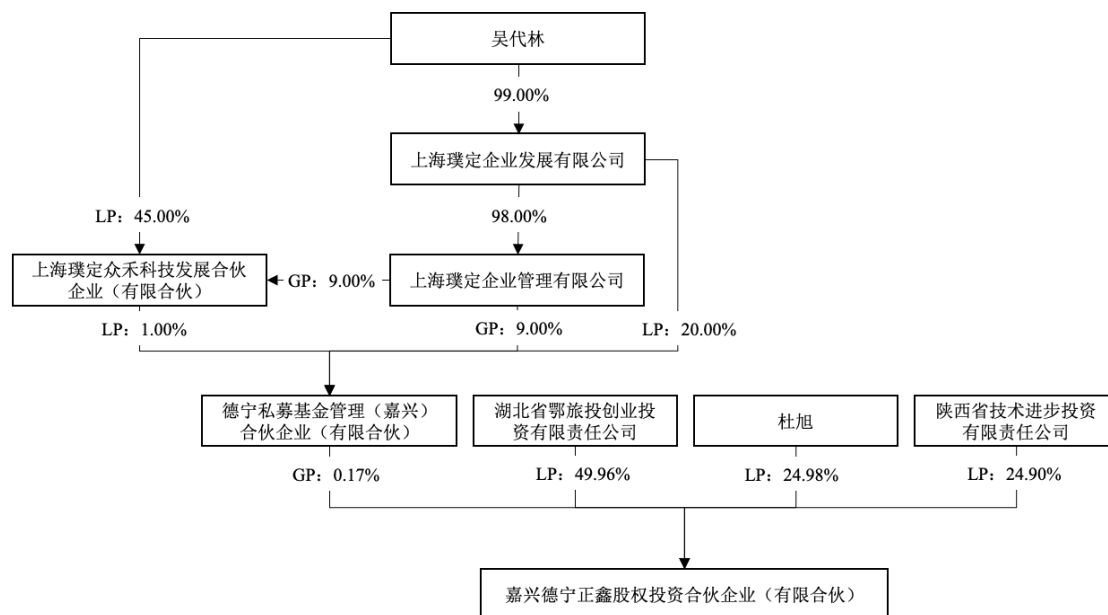 吴代林
99.00%
上海璞定企业发展有限公司
LP：45.00%
98.00%
上海璞定众禾科技发展合伙
企业（有限合伙）
GP：9.00%
上海璞定企业管理有限公司
LP：1.00%
GP：9.00%
LP：20.00%
德宁私募基金管理（嘉兴）
合伙企业（有限合伙）
湖北省鄂旅投创业投
资有限责任公司
杜旭
陕西省技术进步投资
有限责任公司
GP：0.17%
LP：49.96%
LP：24.98%
LP：24.90%
嘉兴德宁正鑫股权投资合伙企业（有限合伙）